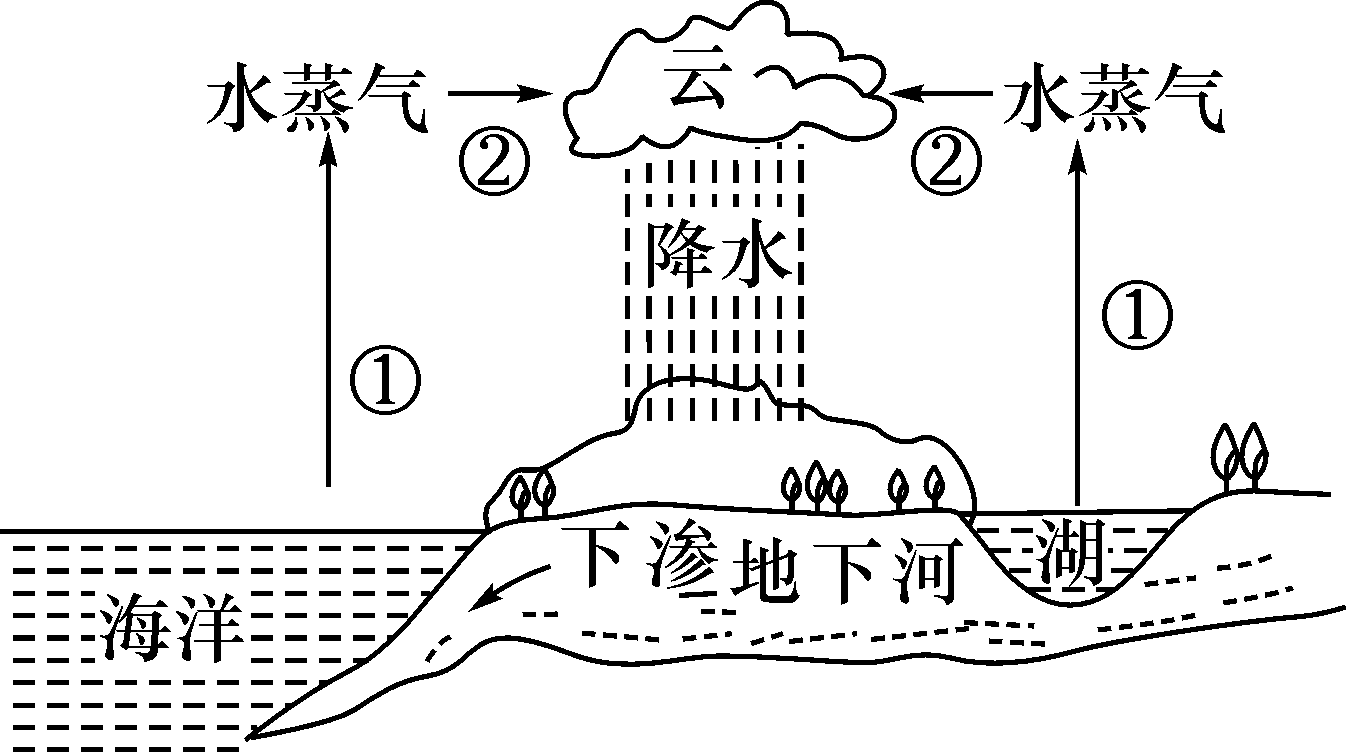 云
水蒸气
水蒸气
②
②
降水
①
①
下渗地下河
湖
海洋